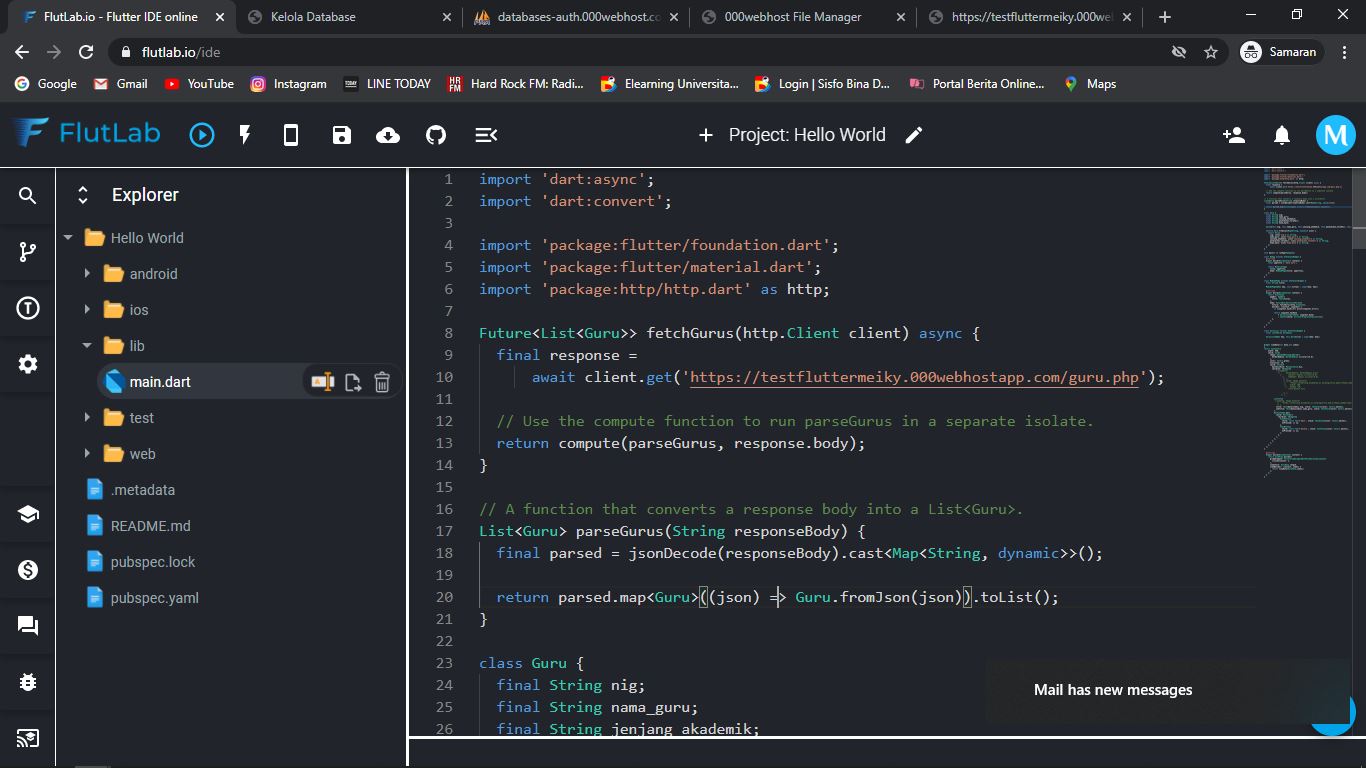 FlutLab.io - Flutter IDE online
Kelola Database
databases-auth.000webhost.co
000webhost File Manager
https://testfluttermeiky.000we
flutlab.io/ide
Samaran
Google
Gmail
YouTube
Instagram
TODAY
LINE TODAY
HR FM
Hard Rock FM: Radi...
Elearning Universita...
Login | Sisfo Bina D...
Portal Berita Online...
Maps
FlutLab
Project: Hello World
M
Explorer
Hello World
android
ios
lib
main.dart
test
web
.metadata
README.md
pubspec.lock
pubspec.yaml
1 import 'dart:async';
2 import 'dart:convert';
3
4 import 'package:flutter/foundation.dart';
5 import 'package:flutter/material.dart';
6 import 'package:http/http.dart' as http;
7
8 Future<List<Guru>> fetchGurus(http.Client client) async {
9 final response =
10 await client.get('https://testfluttermeiky.000webhostapp.com/guru.php');
11
12 // Use the compute function to run parseGurus in a separate isolate.
13 return compute(parseGurus, response.body);
14 }
15
16 // A function that converts a response body into a List<Guru>.
17 List<Guru> parseGurus(String responseBody) {
18 final parsed = jsonDecode(responseBody).cast<Map<String, dynamic>>();
19
20 return parsed.map<Guru>((json) => Guru.fromJson(json)).toList();
21 }
22
23 class Guru {
24 final String nig;
25 final String nama_guru;
26 final String jenjang_akademik;
Mail has new messages